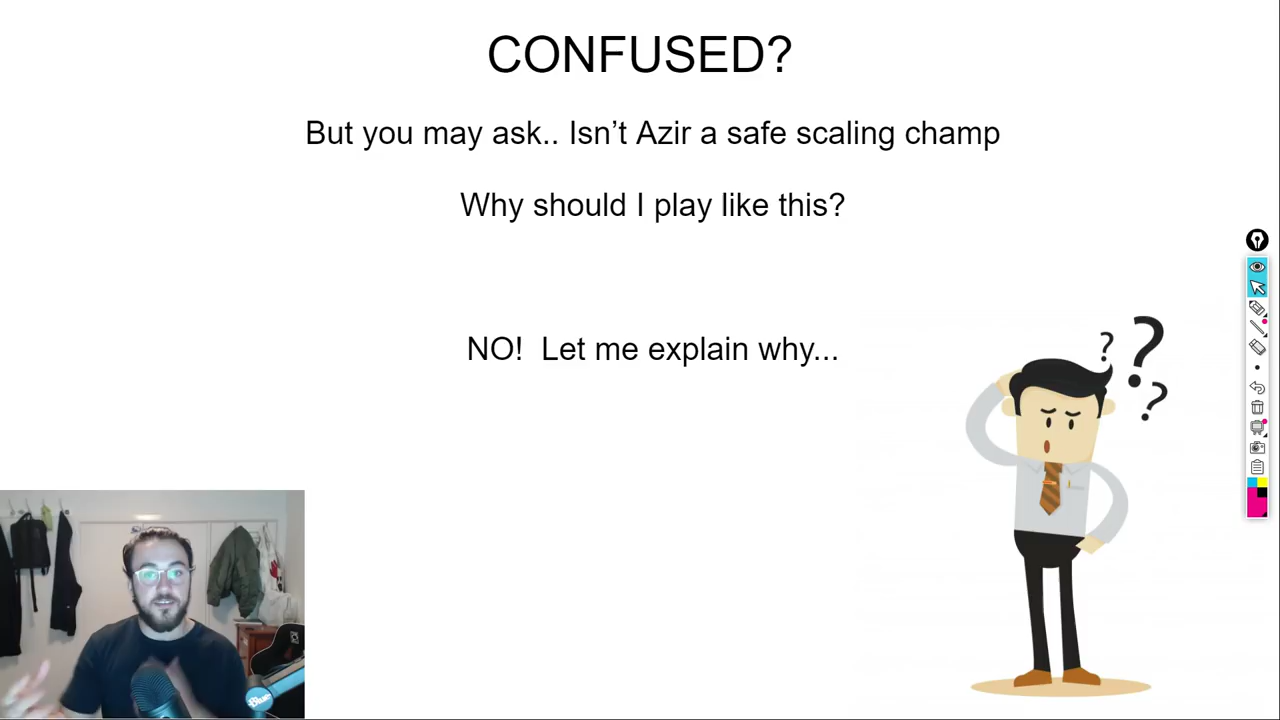 CONFUSED?
But you may ask.. Isn’t Azir a safe scaling champ
Why should I play like this?
NO!  Let me explain why...
? ? ?